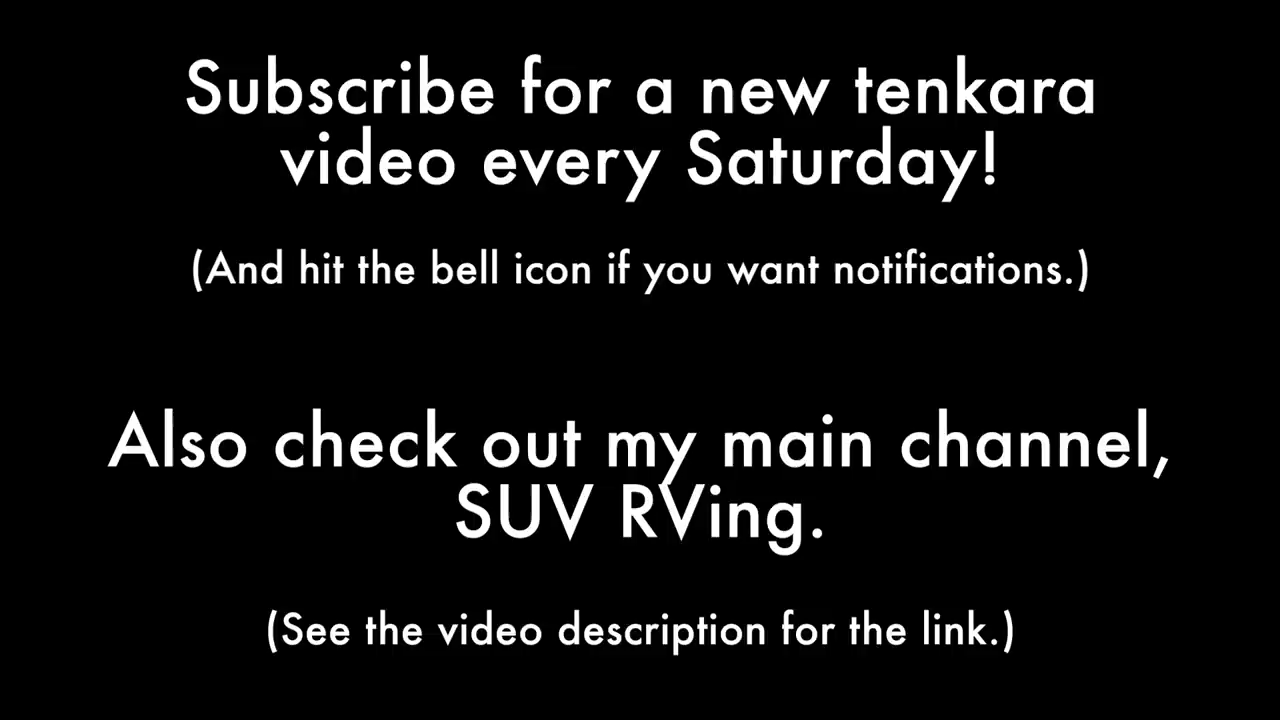 Subscribe for a new tenkara
video every Saturday!
(And hit the bell icon if you want notifications.)
Also check out my main channel,
SUV RVing.
(See the video description for the link.)